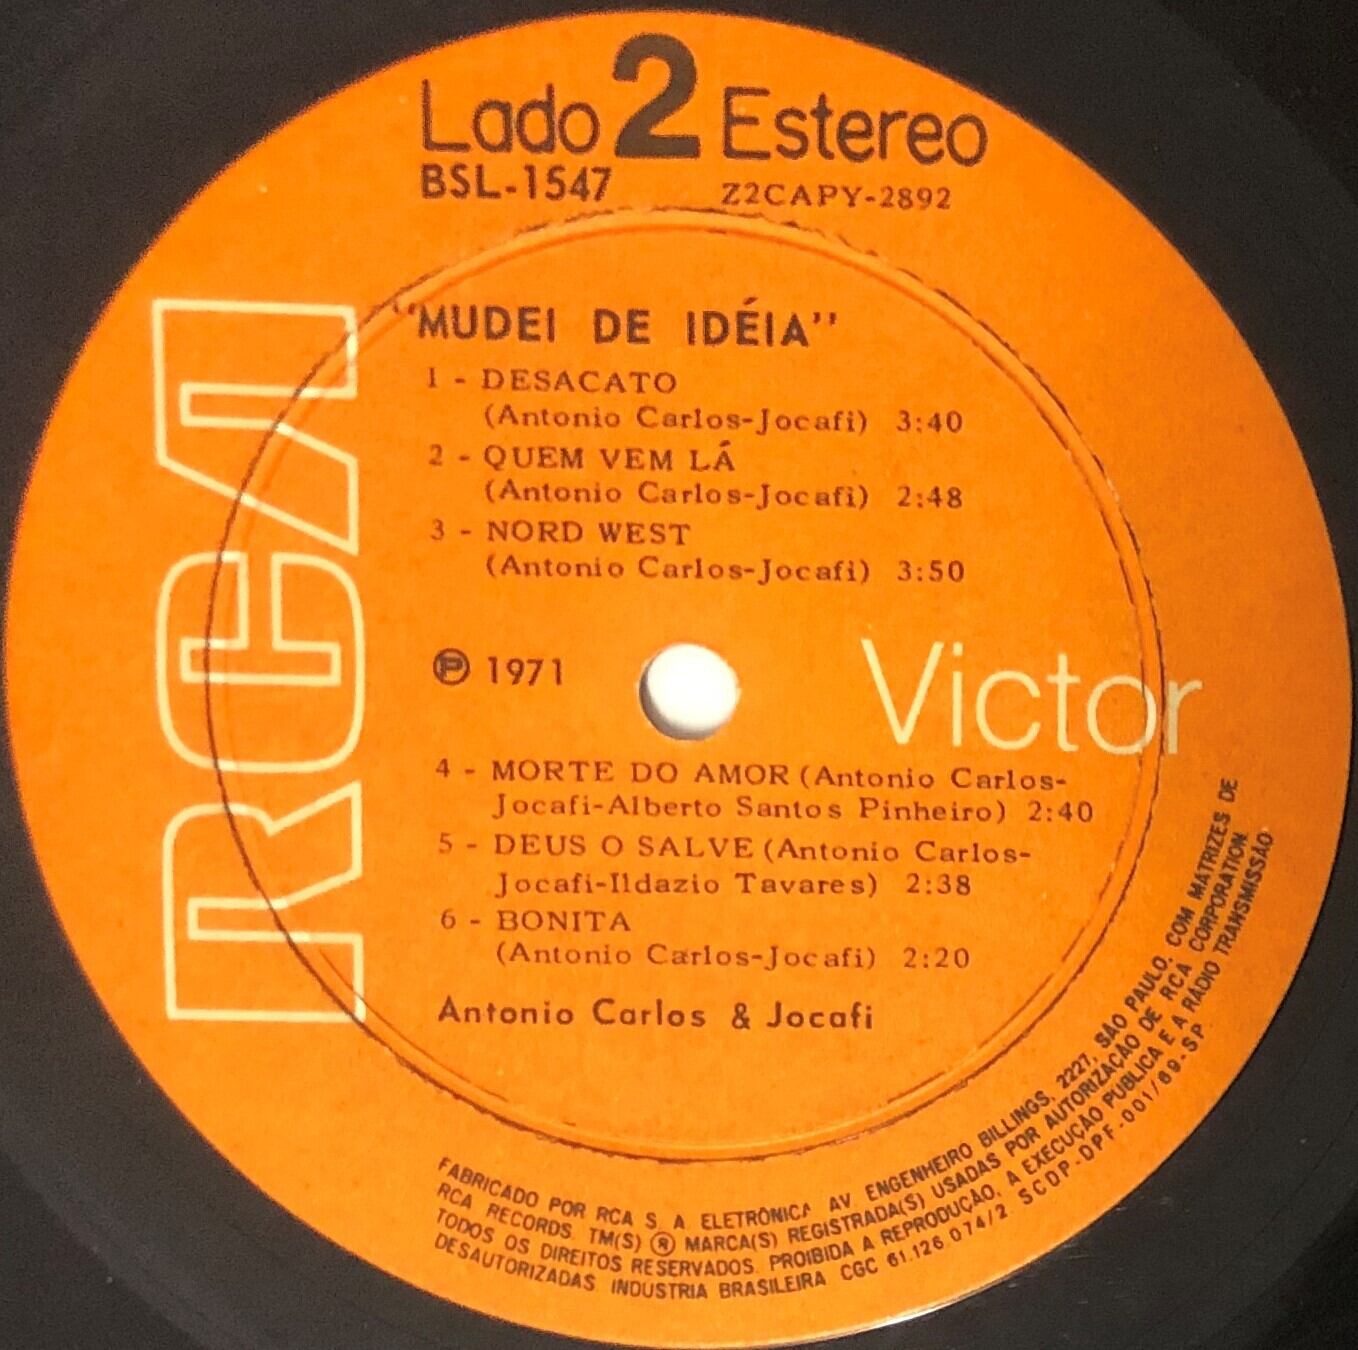 Lado 2 Estereo
BSL-1547 Z2CAPY-2892
"MUDEI DE IDÉIA"
1 - DESACATO
(Antonio Carlos-Jocafi) 3:40
2 - QUEM VEM LÁ
(Antonio Carlos-Jocafi) 2:48
3 - NORD WEST
(Antonio Carlos-Jocafi) 3:50
RCA
℗ 1971
Victor
4 - MORTE DO AMOR (Antonio Carlos-
Jocafi-Alberto Santos Pinheiro) 2:40
5 - DEUS O SALVE (Antonio Carlos-
Jocafi-Ildazio Tavares) 2:38
6 - BONITA
(Antonio Carlos-Jocafi) 2:20
Antonio Carlos & Jocafi
FABRICADO POR RCA S. A. ELETRÔNICA AV. ENGENHEIRO BILLINGS, 2227, SÃO PAULO, COM MATRIZES DE
RCA RECORDS. TM(S) ® MARCA(S) REGISTRADA(S) USADAS POR AUTORIZAÇÃO DE RCA CORPORATION
TODOS OS DIREITOS RESERVADOS. PROIBIDA A REPRODUÇÃO, A EXECUÇÃO PUBLICA E A RÁDIO TRANSMISSÃO
DESAUTORIZADAS INDUSTRIA BRASILEIRA CGC 61.126.074/2 SCDP-DPF-001/69-SP